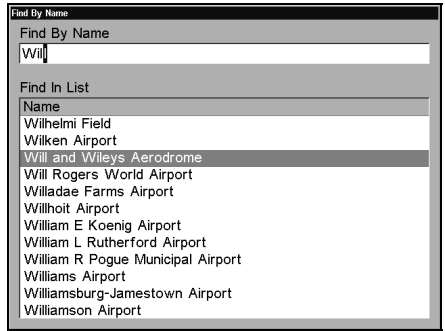 Find By Name
Find By Name
Will
Find In List
Name
Wilhelmi Field
Wilken Airport
Will and Wileys Aerodrome
Will Rogers World Airport
Willadae Farms Airport
Willhoit Airport
William E Koenig Airport
William L Rutherford Airport
William R Pogue Municipal Airport
Williams Airport
Williamsburg-Jamestown Airport
Williamson Airport